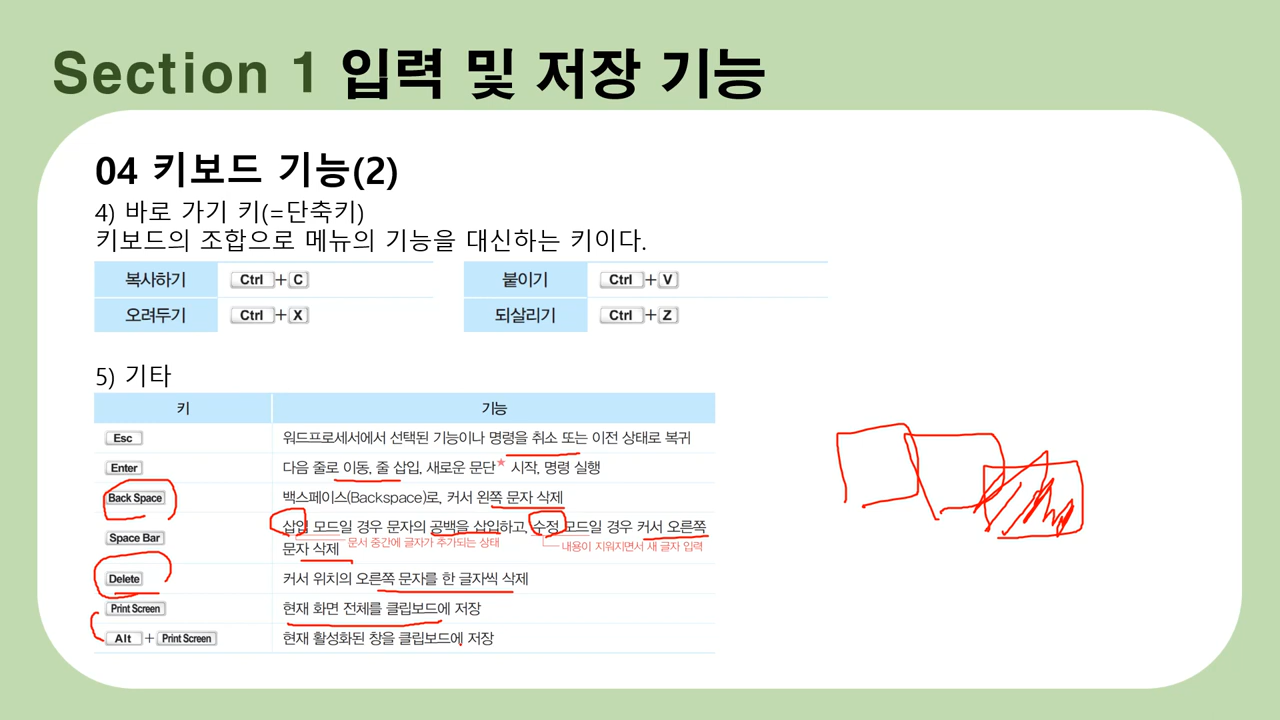 Section 1 입력 및 저장 기능
04 키보드 기능(2)
4) 바로 가기 키(=단축키)
키보드의 조합으로 메뉴의 기능을 대신하는 키이다.
복사하기 Ctrl + C 붙이기 Ctrl + V
오려두기 Ctrl + X 되살리기 Ctrl + Z
5) 기타
키 기능
Esc 워드프로세서에서 선택된 기능이나 명령을 취소 또는 이전 상태로 복귀
Enter 다음 줄로 이동, 줄 삽입, 새로운 문단* 시작, 명령 실행
Back Space 백스페이스(Backspace)로, 커서 왼쪽 문자 삭제
Space Bar 삽입 모드일 경우 문자의 공백을 삽입하고, 수정 모드일 경우 커서 오른쪽
문서 중간에 글자가 추가되는 상태 내용이 지워지면서 새 글자 입력
문자 삭제
Delete 커서 위치의 오른쪽 문자를 한 글자씩 삭제
Print Screen 현재 화면 전체를 클립보드에 저장
Alt + Print Screen 현재 활성화된 창을 클립보드에 저장